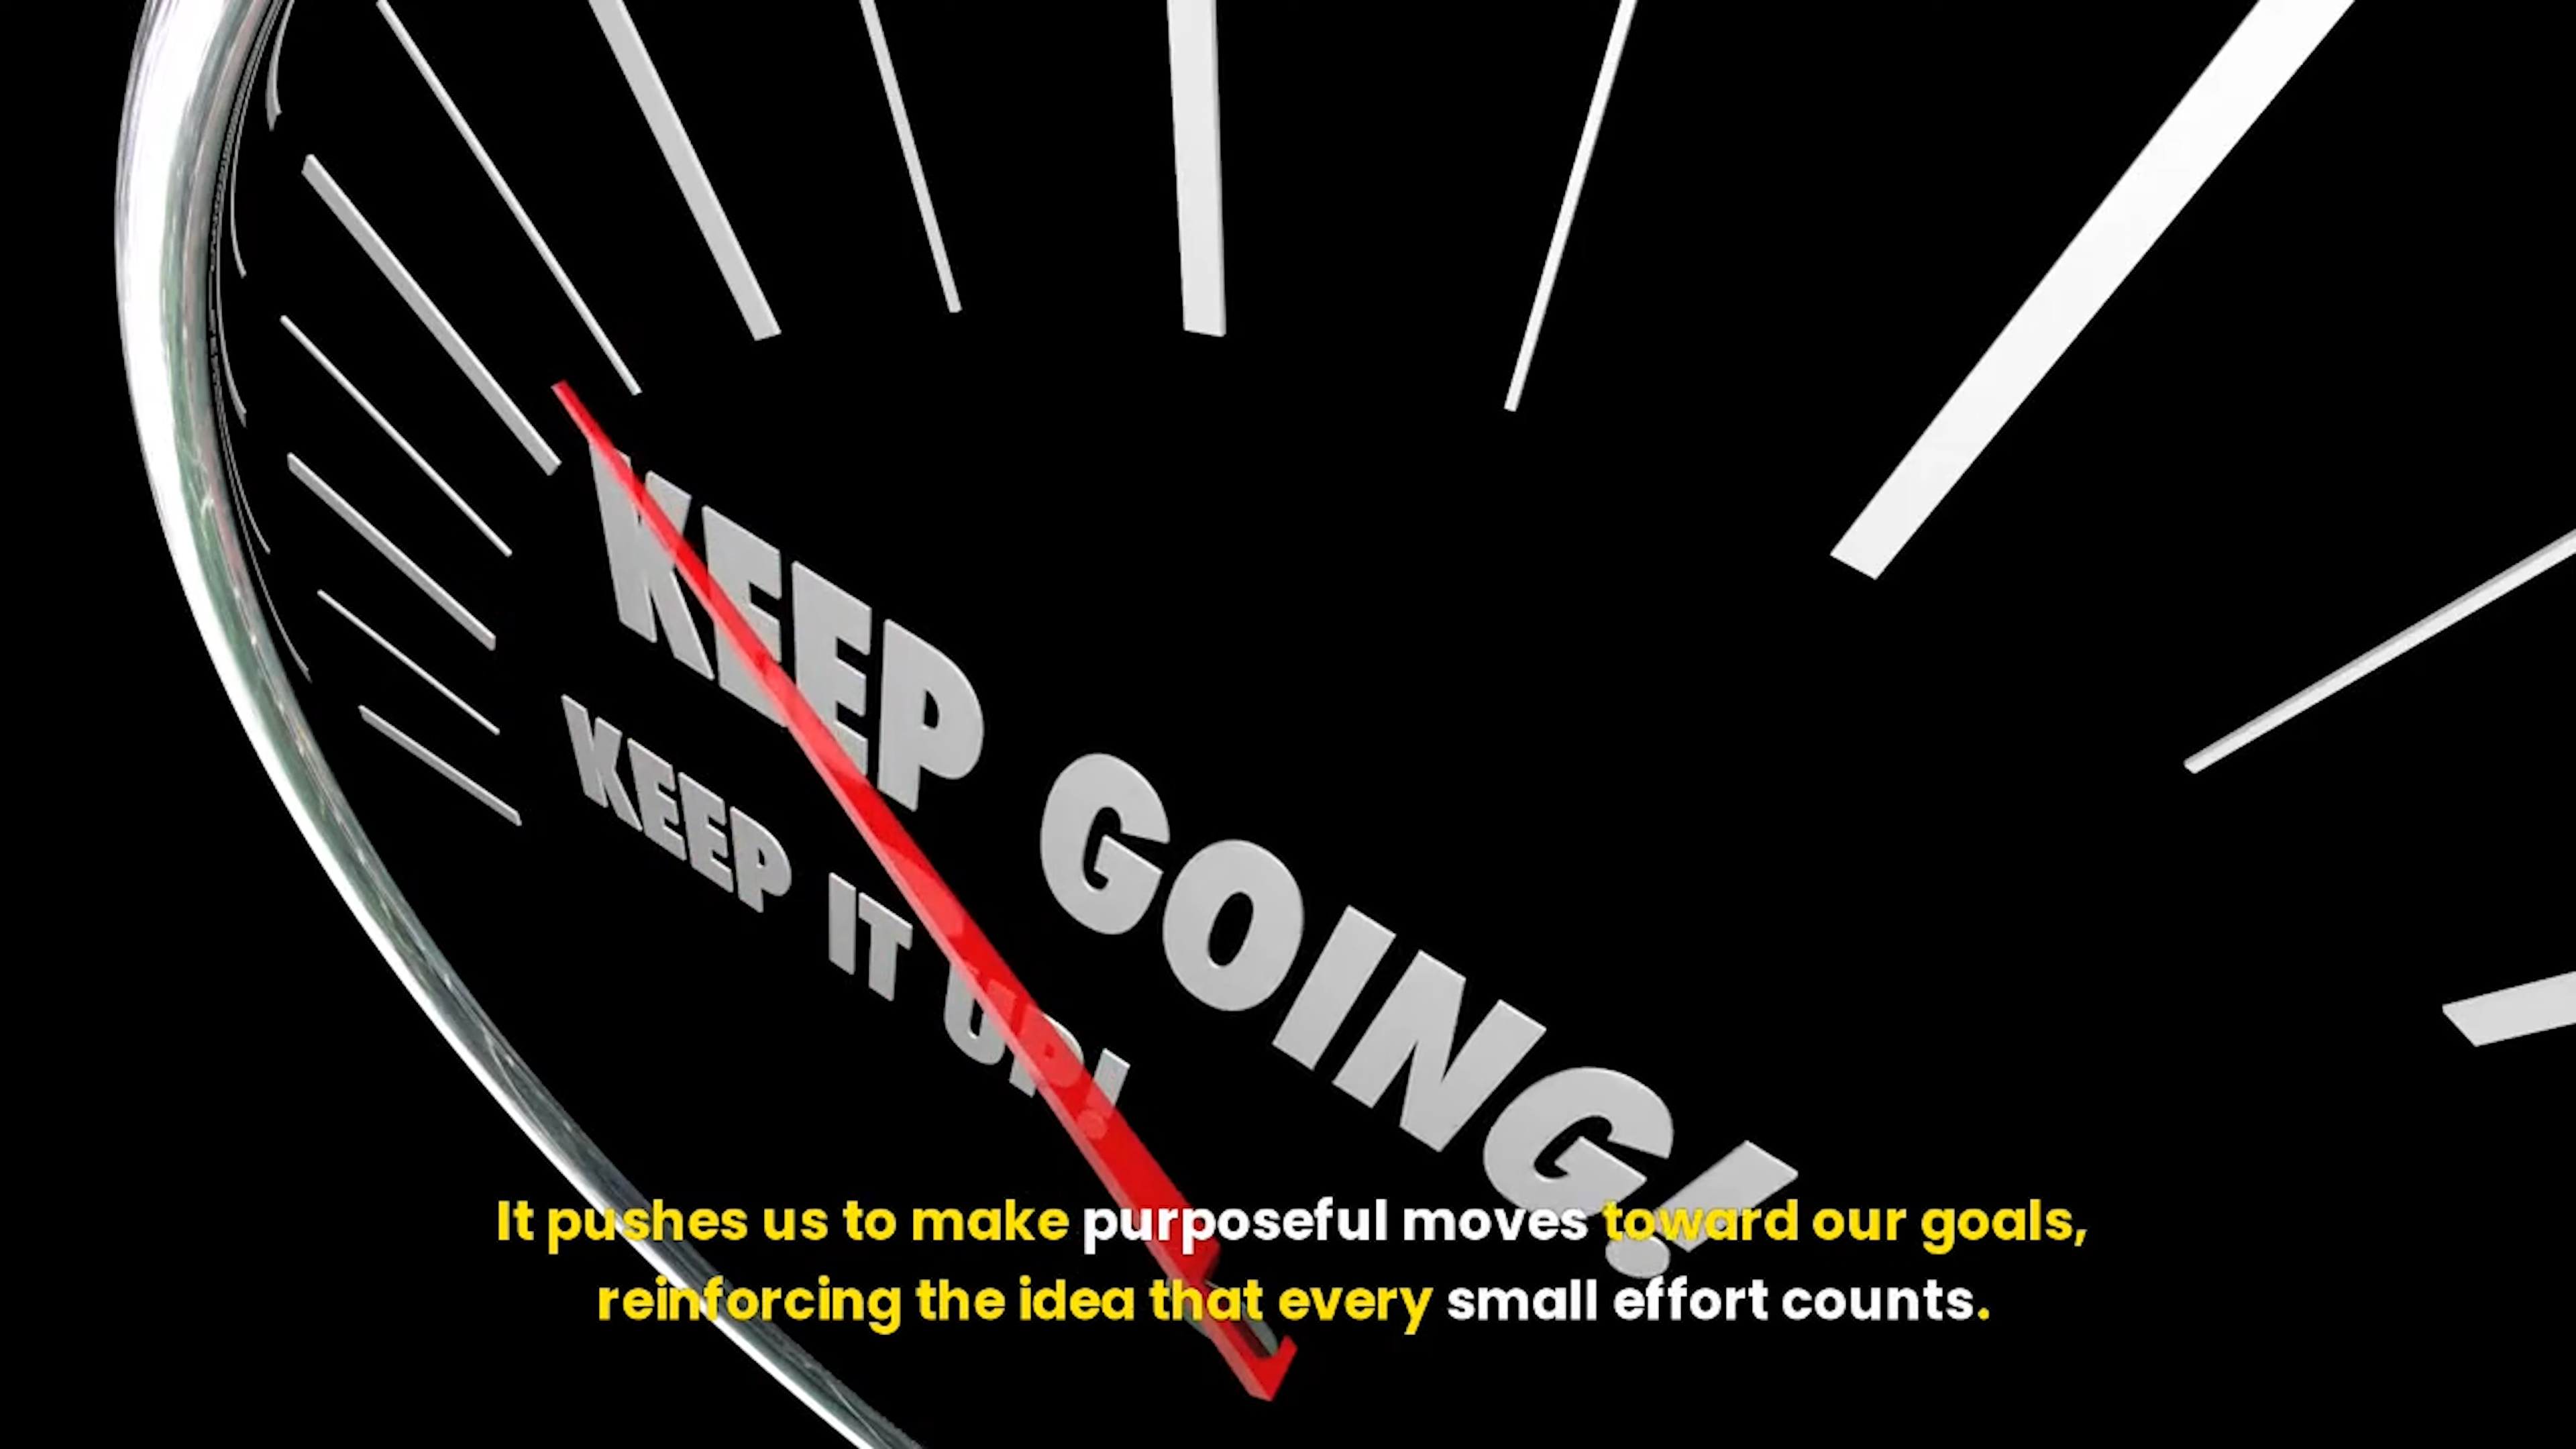 KEEP GOING!
KEEP IT UP!
It pushes us to make purposeful moves toward our goals,
reinforcing the idea that every small effort counts.